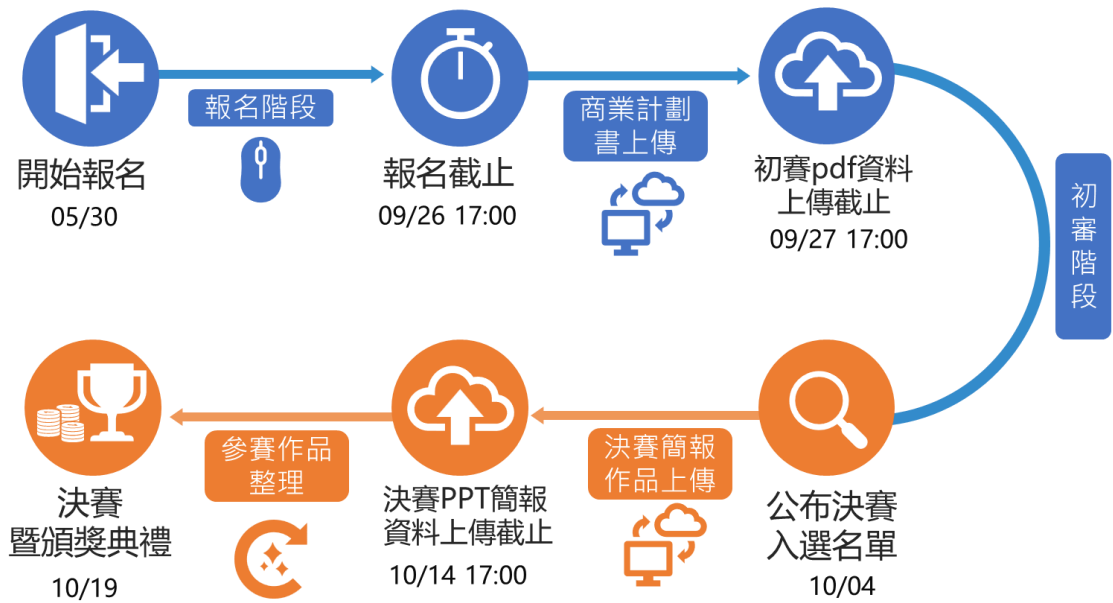 開始報名
05/30
報名階段
報名截止
09/26 17:00
商業計劃
書上傳
初賽pdf資料
上傳截止
09/27 17:00
初審階段
公布決賽
入選名單
10/04
決賽簡報
作品上傳
決賽PPT簡報
資料上傳截止
10/14 17:00
參賽作品
整理
決賽
暨頒獎典禮
10/19